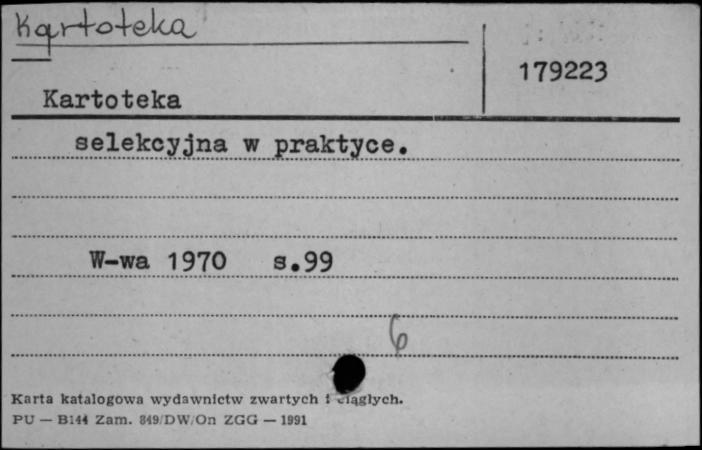 Kartoteka
179223
Kartoteka
selekcyjna w praktyce.
W-wa 1970 s.99
6
Karta katalogowa wydawnictw zwartych i ciągłych.
PU — B144 Zam. 849/DW/On ZGG — 1991